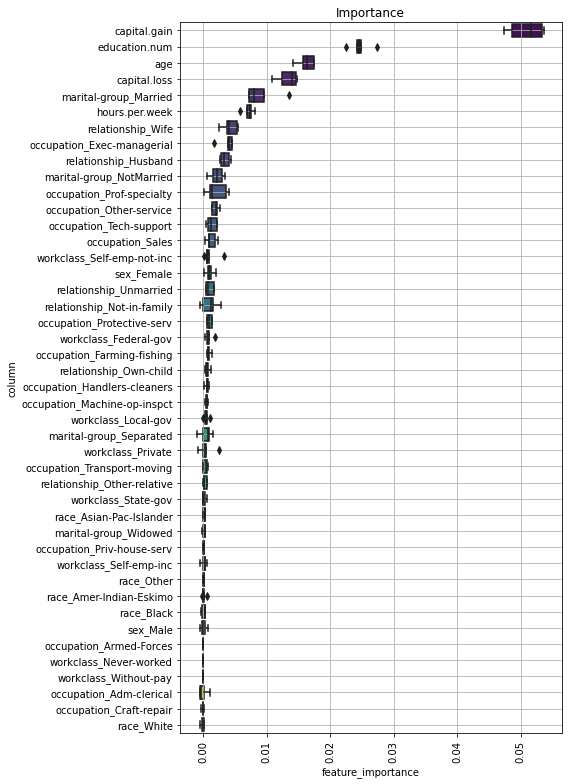 Importance
capital.gain
education.num
age
capital.loss
marital-group_Married
hours.per.week
relationship_Wife
occupation_Exec-managerial
relationship_Husband
marital-group_NotMarried
occupation_Prof-specialty
occupation_Other-service
occupation_Tech-support
occupation_Sales
workclass_Self-emp-not-inc
sex_Female
relationship_Unmarried
relationship_Not-in-family
occupation_Protective-serv
workclass_Federal-gov
occupation_Farming-fishing
relationship_Own-child
occupation_Handlers-cleaners
occupation_Machine-op-inspct
workclass_Local-gov
marital-group_Separated
workclass_Private
occupation_Transport-moving
relationship_Other-relative
workclass_State-gov
race_Asian-Pac-Islander
marital-group_Widowed
occupation_Priv-house-serv
workclass_Self-emp-inc
race_Other
race_Amer-Indian-Eskimo
race_Black
sex_Male
occupation_Armed-Forces
workclass_Never-worked
workclass_Without-pay
occupation_Adm-clerical
occupation_Craft-repair
race_White
column
0.00 0.01 0.02 0.03 0.04 0.05
feature_importance